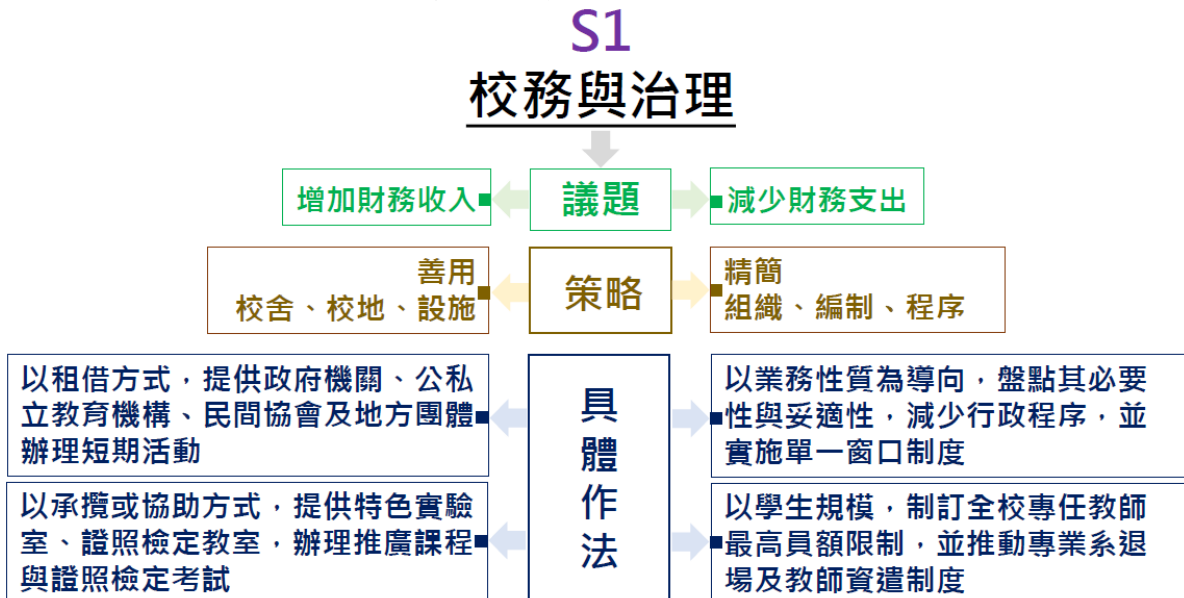 S1
校務與治理
增加財務收入
議題
減少財務支出
善用
校舍、校地、設施
策略
精簡
組織、編制、程序
以租借方式，提供政府機關、公私
立教育機構、民間協會及地方團體
辦理短期活動
以承攬或協助方式，提供特色實驗
室、證照檢定教室，辦理推廣課程
與證照檢定考試
具
體
作
法
以業務性質為導向，盤點其必要
性與妥適性，減少行政程序，並
實施單一窗口制度
以學生規模，制訂全校專任教師
最高員額限制，並推動專業系退
場及教師資遣制度